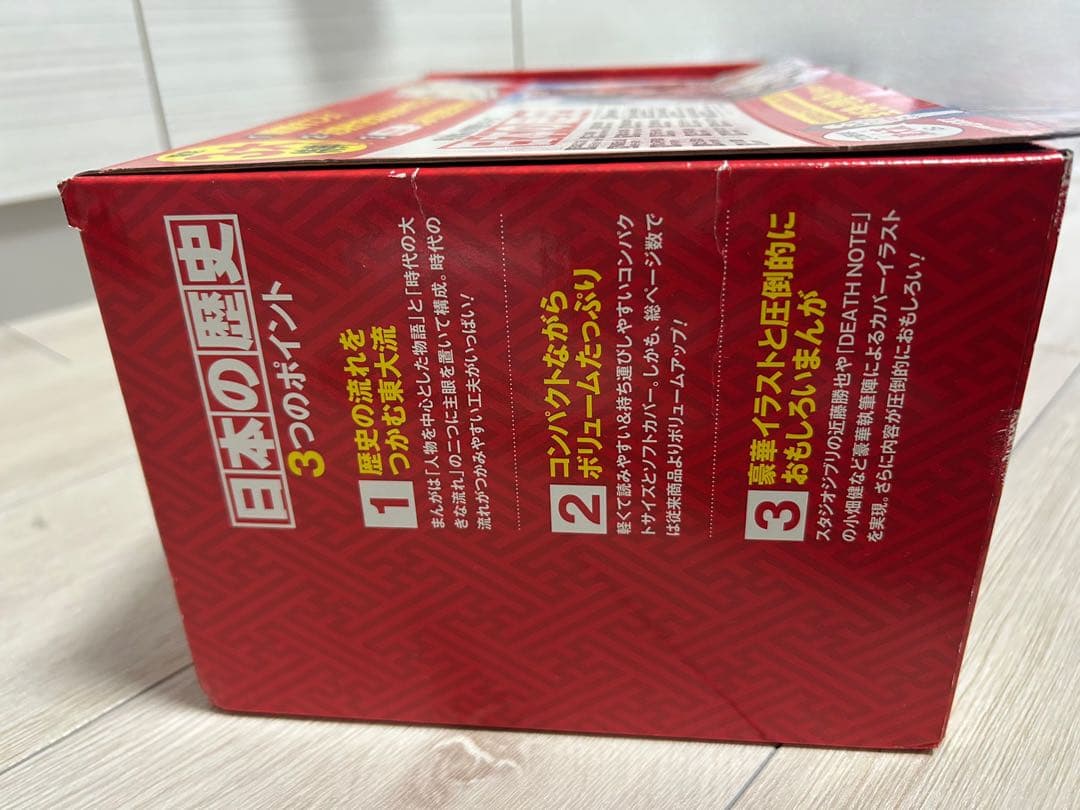 日本の歴史
3つのポイント
1
歴史の流れを
つかむ東大流
まんがは「人物を中心とした物語」と「時代の大
きな流れ」の二つに主眼を置いて構成。時代の
流れがつかみやすい工夫がいっぱい！
2
コンパクトながら
ボリュームたっぷり
軽くて読みやすい&持ち運びしやすいコンパク
トサイズとソフトカバー。しかも、総ページ数で
は従来商品よりボリュームアップ！
3
豪華イラストと圧倒的に
おもしろいまんが
スタジオジブリの近藤勝也や「DEATH NOTE」
の小畑健など豪華執筆陣によるカバーイラスト
を実現。さらに内容が圧倒的におもしろい！